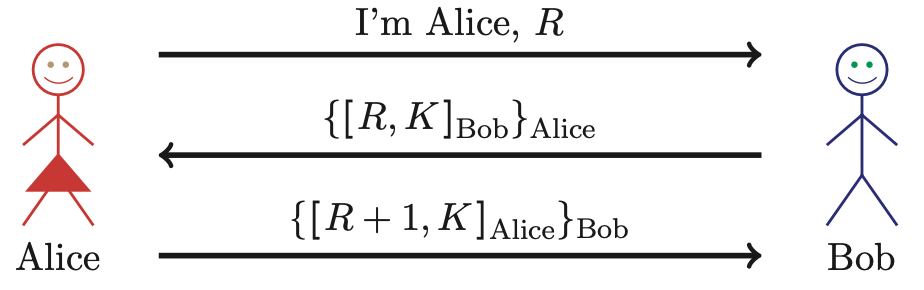 I'm Alice, R
{[R, K]Bob}Alice
{[R + 1, K]Alice}Bob
Alice
Bob